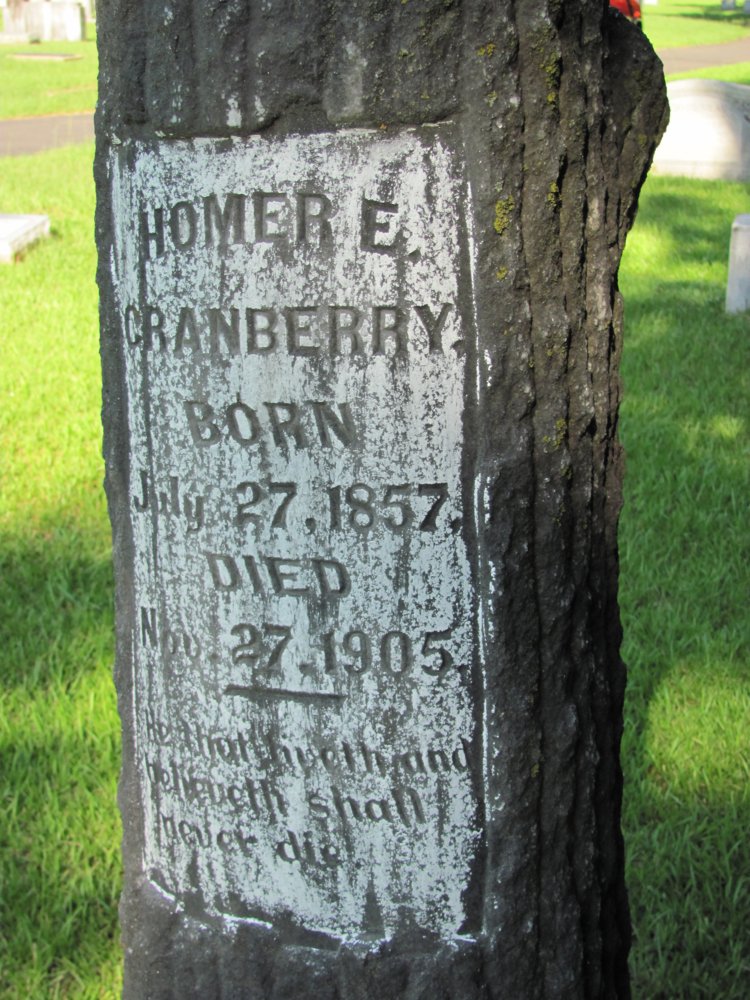 HOMER E.
CRANBERRY.
BORN
July 27, 1857,
DIED
Nov. 27, 1905.
He that liveth and
believeth shall
never die.